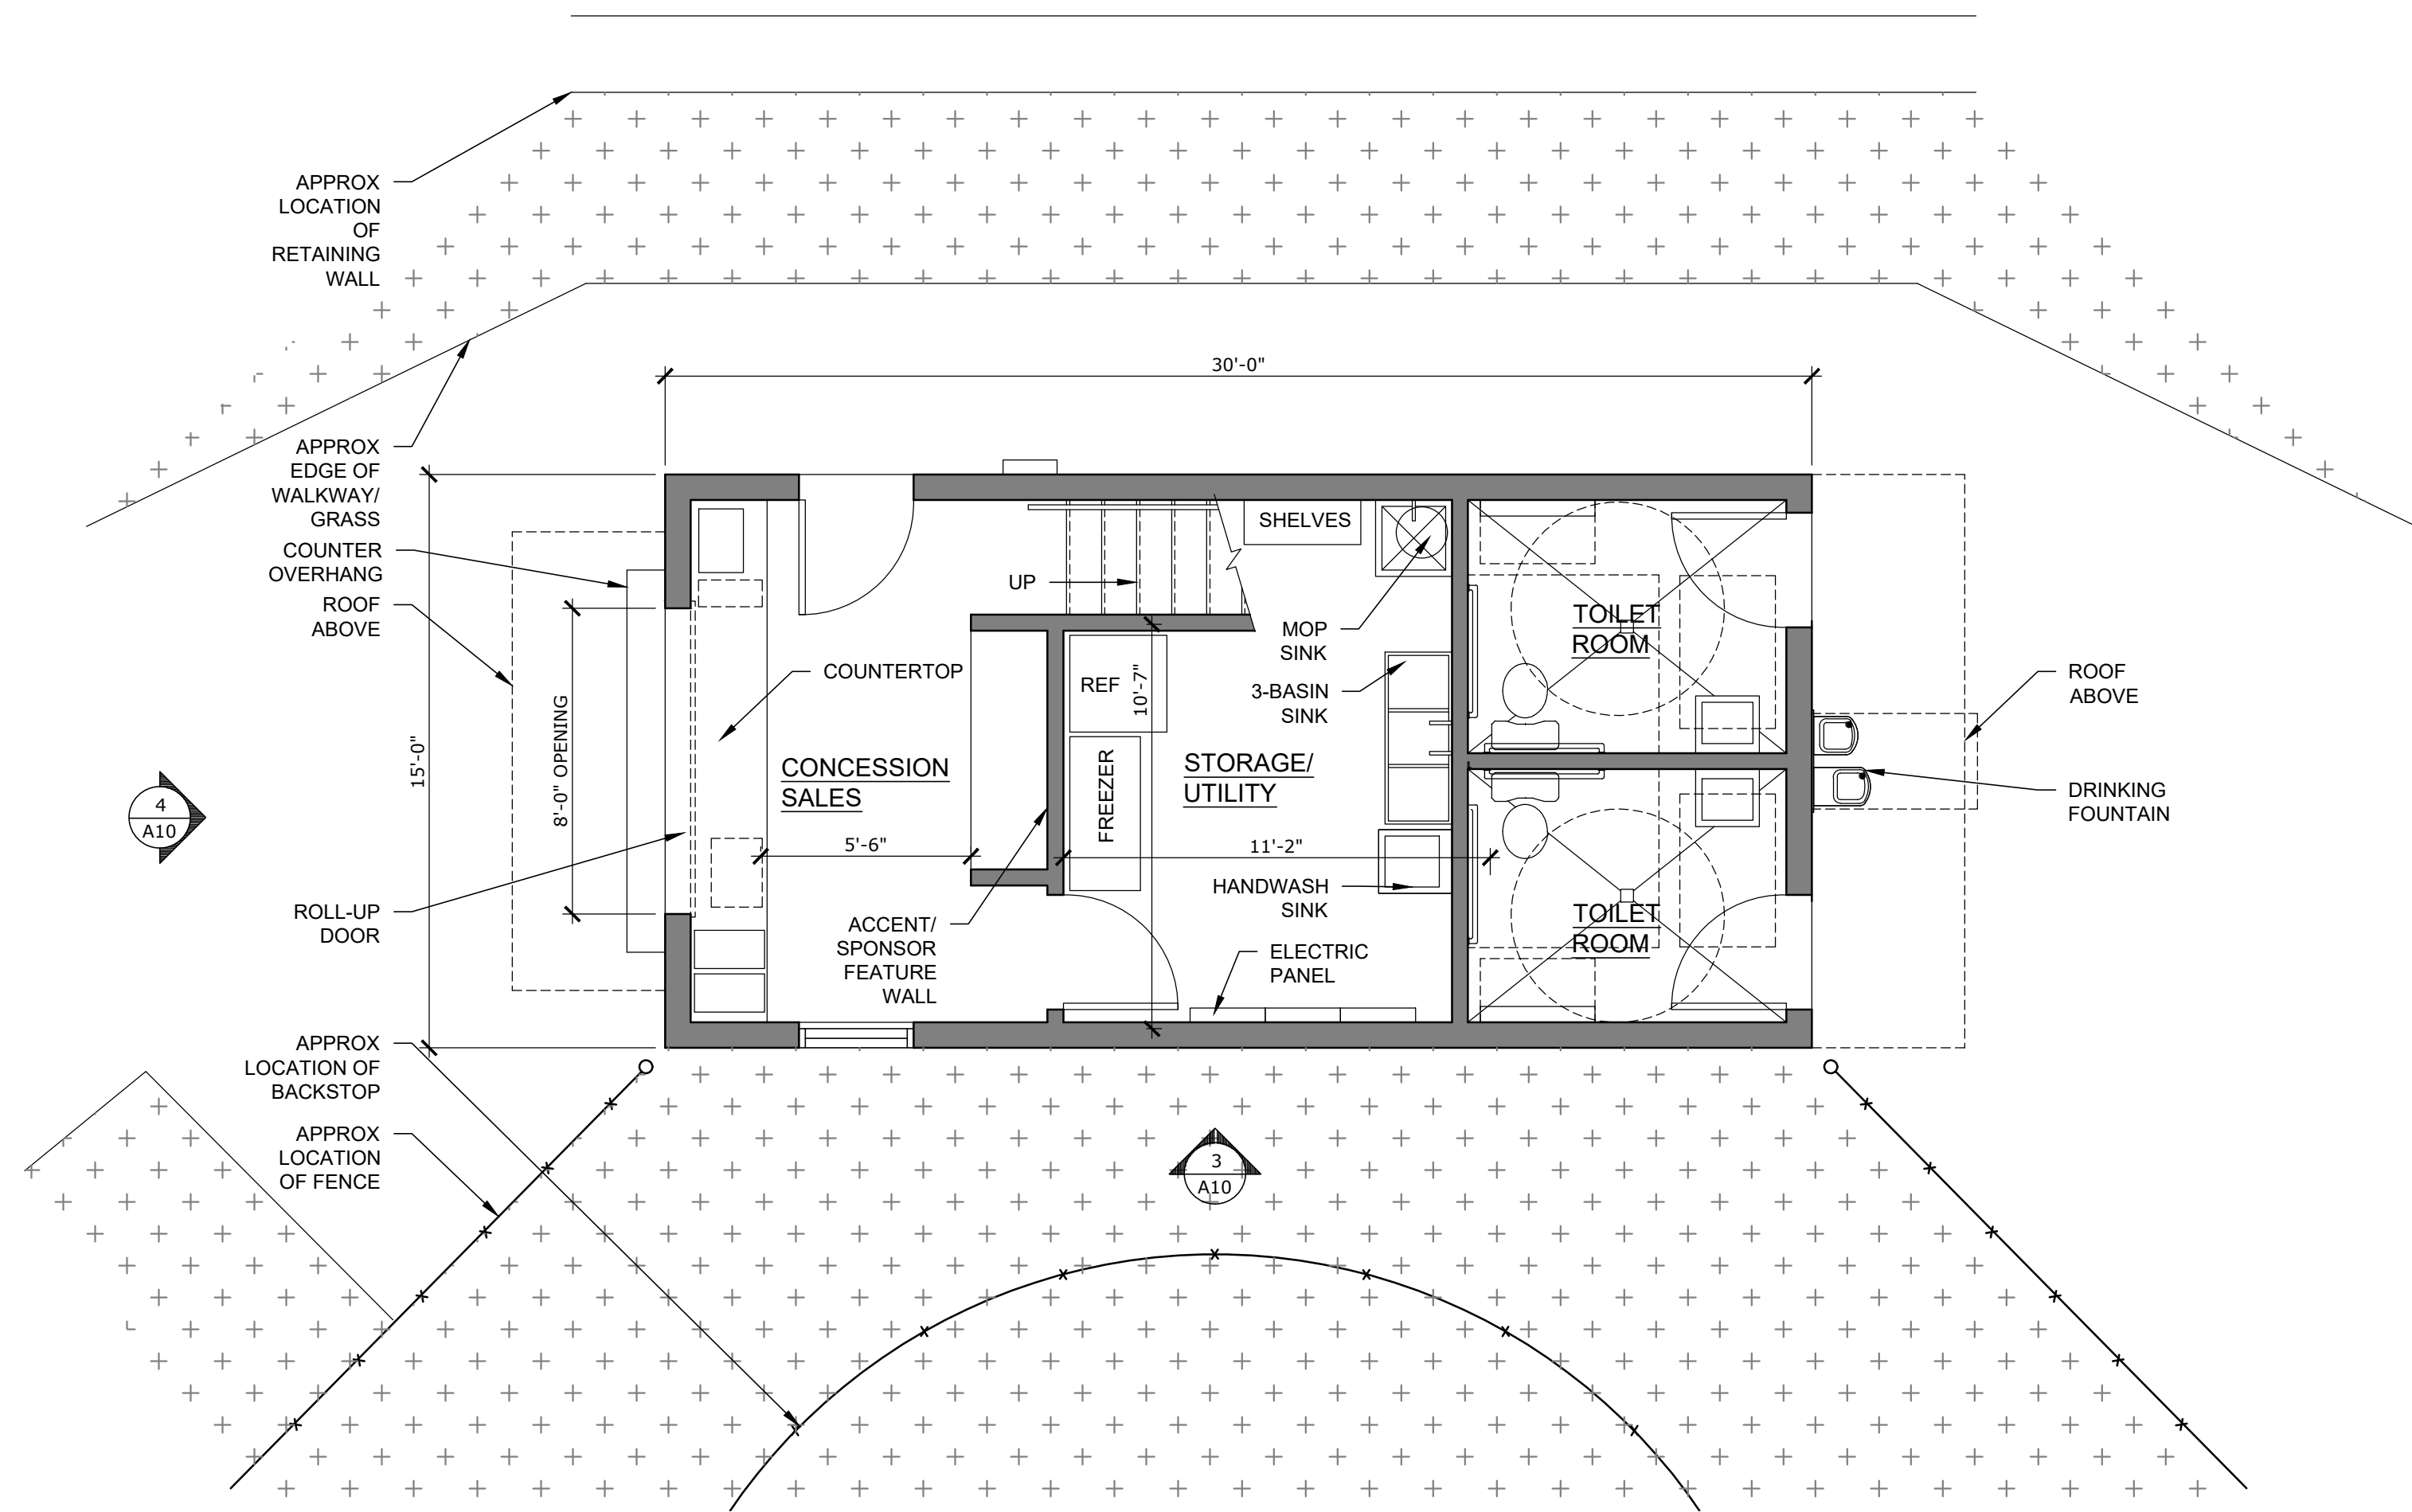 APPROX
LOCATION
OF
RETAINING
WALL
30'-0"
APPROX
EDGE OF
WALKWAY/
GRASS
COUNTER
OVERHANG
ROOF
ABOVE
SHELVES
UP
MOP
SINK
TOILET
ROOM
COUNTERTOP
REF
10'-7"
3-BASIN
SINK
ROOF
ABOVE
15'-0"
8'-0" OPENING
CONCESSION
SALES
FREEZER
STORAGE/
UTILITY
DRINKING
FOUNTAIN
4
A10
5'-6"
11'-2"
HANDWASH
SINK
ROLL-UP
DOOR
ACCENT/
SPONSOR
FEATURE
WALL
ELECTRIC
PANEL
TOILET
ROOM
APPROX
LOCATION OF
BACKSTOP
APPROX
LOCATION
OF FENCE
3
A10